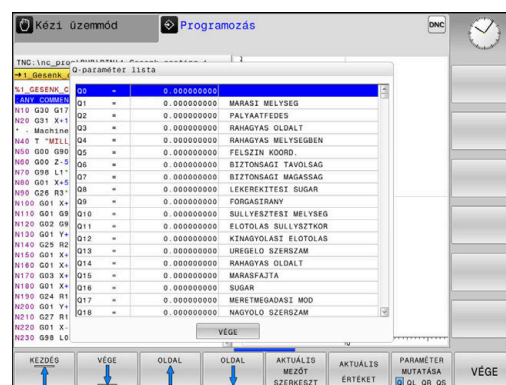 Kézi üzemmód
Programozás
DNC
TNC:\nc_prog
Q-paraméter lista
→1_Gesenk_
%1_GESENK_C
ANY COMMEN
N10 G30 G17
N20 G31 X+1
* - Machine
N40 T "MILL
N50 G00 G90
N60 G00 Z-5
N70 G98 L1*
N80 G01 X+5
N90 G26 R3*
N100 G01 X+
N110 G01 G9
N120 G02 G9
N130 G01 Y+
N140 G25 R2
N150 G01 X+
N160 G01 X+
N170 G03 X+
N180 G01 X+
N190 G24 R1
N200 G01 Y+
N210 G27 R1
N220 G01 X-
N230 G98 L0
Q0 = 0.000000000
Q1 = 0.000000000 MARASI MELYSEG
Q2 = 0.000000000 PALYAATFEDES
Q3 = 0.000000000 RAHAGYAS OLDALT
Q4 = 0.000000000 RAHAGYAS MELYSEGBEN
Q5 = 0.000000000 FELSZIN KOORD.
Q6 = 0.000000000 BIZTONSAGI TAVOLSAG
Q7 = 0.000000000 BIZTONSAGI MAGASSAG
Q8 = 0.000000000 LEKEREKITESI SUGAR
Q9 = 0.000000000 FORGASIRANY
Q10 = 0.000000000 SULLYESZTESI MELYSEG
Q11 = 0.000000000 ELOTOLAS SULLYSZTKOR
Q12 = 0.000000000 KINAGYOLASI ELOTOLAS
Q13 = 0.000000000 UREGELO SZERSZAM
Q14 = 0.000000000 RAHAGYAS OLDALT
Q15 = 0.000000000 MARASFAJTA
Q16 = 0.000000000 SUGAR
Q17 = 0.000000000 MERETMEGADASI MOD
Q18 = 0.000000000 NAGYOLO SZERSZAM
VÉGE
KEZDÉS
VÉGE
OLDAL
OLDAL
AKTUÁLIS
MEZŐT
SZERKESZT
AKTUÁLIS
ÉRTÉKET
PARAMÉTER
MUTATÁSA
Q QL QR QS
VÉGE